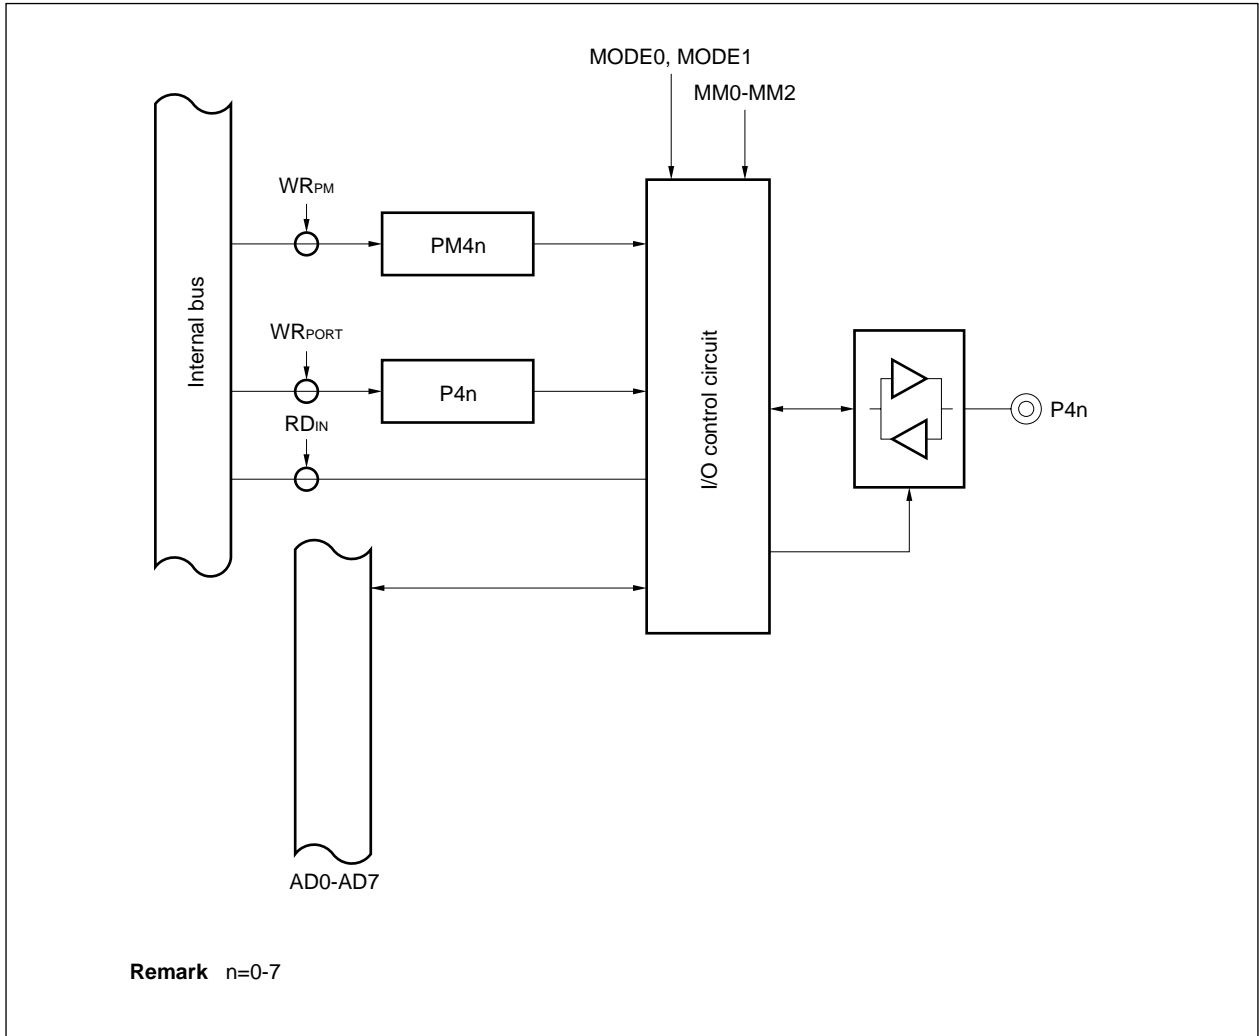 MODE0, MODE1
MM0-MM2
WRPM
PM4n
Internal bus
WRPORT
P4n
RDIN
I/O control circuit
P4n
AD0-AD7
Remark n=0-7